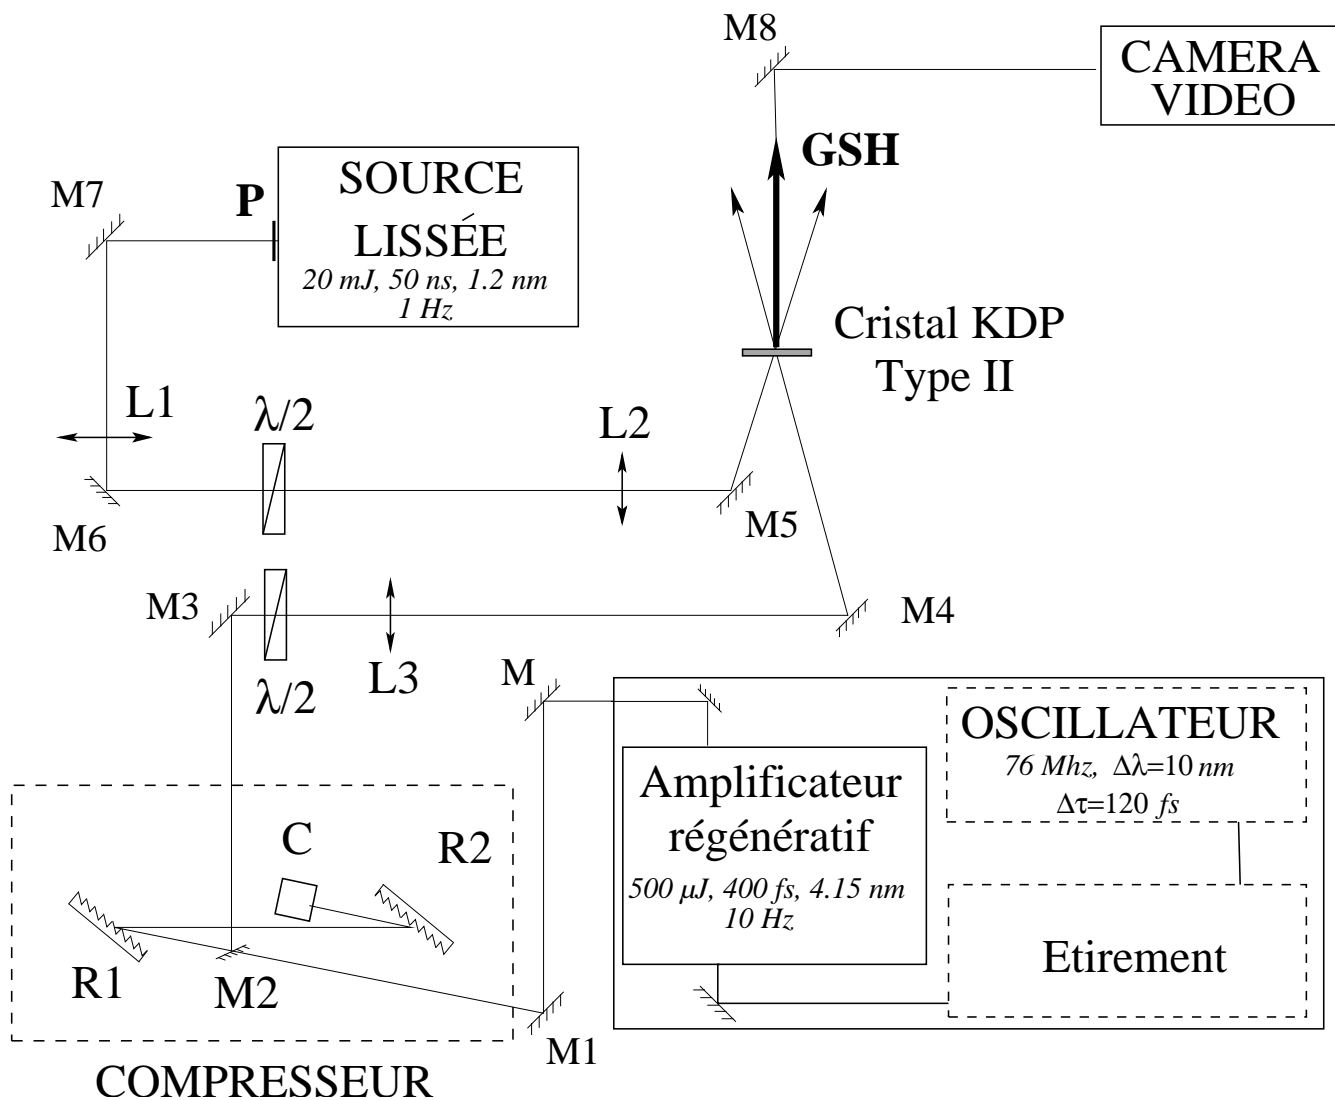 M8
CAMERA
VIDEO
GSH
M7
P
SOURCE
LISSÉE
20 mJ, 50 ns, 1.2 nm
1 Hz
Cristal KDP
Type II
L1
λ/2
L2
M6
M5
M3
M4
λ/2
L3
M
OSCILLATEUR
76 Mhz, Δλ=10 nm
Δτ=120 fs
Amplificateur
régénératif
500 µJ, 400 fs, 4.15 nm
10 Hz
C
R2
Etirement
R1
M2
M1
COMPRESSEUR